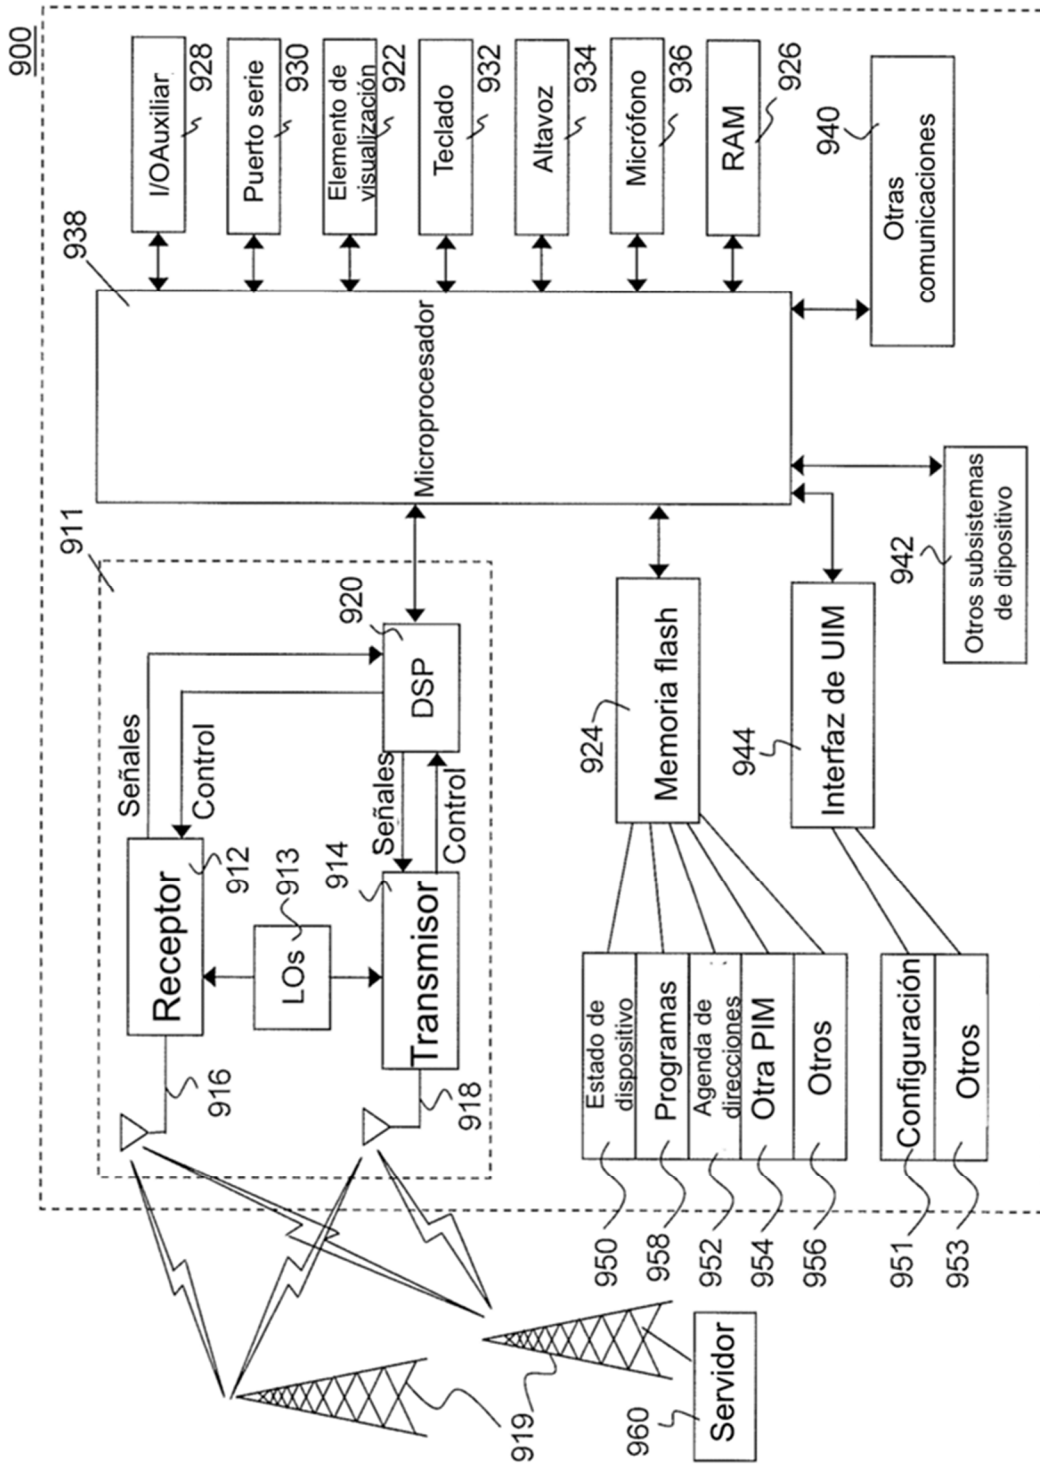 900
938
I/OAuxiliar
928
Puerto serie
930
Elemento de
visualización
922
Teclado
932
Altavoz
934
Micrófono
936
RAM
926
Otras
comunicaciones
940
Microprocesador
911
Señales
Control
920
DSP
Señales
Control
Receptor
912
LOs
913
914
Transmisor
916
918
Otros subsistemas
de dipositivo
942
924
Memoria flash
944
Interfaz de UIM
Estado de
dispositivo
Programas
Agenda de
direcciones
Otra PIM
Otros
Configuración
Otros
950
958
952
954
956
951
953
919
960
Servidor